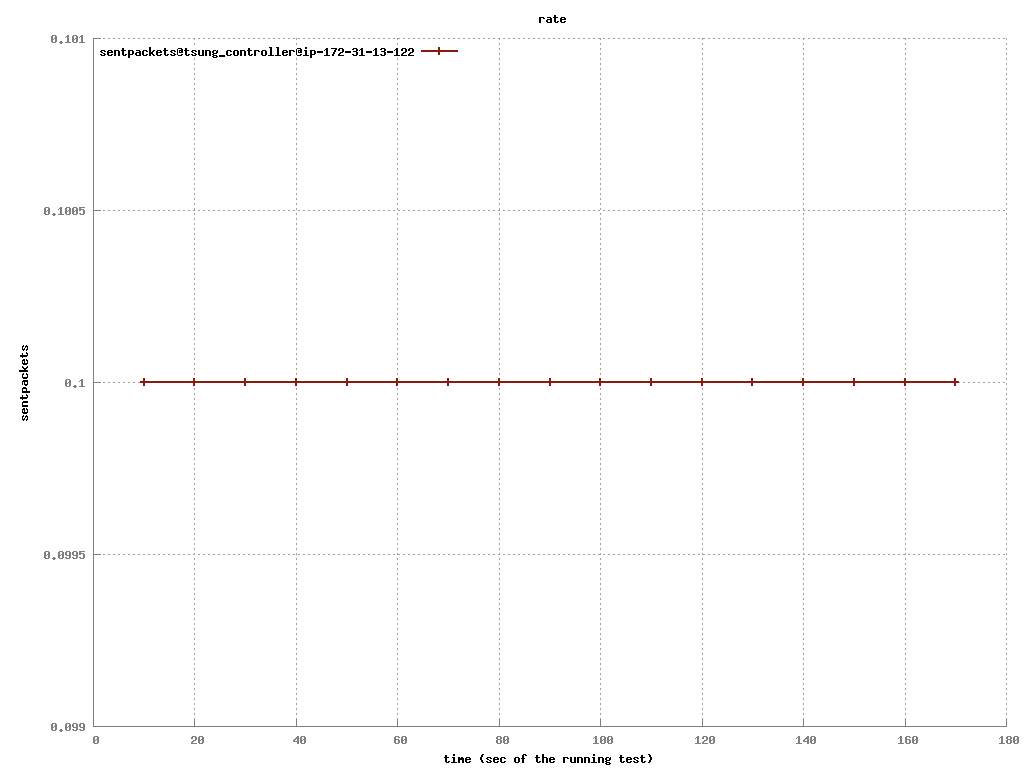 rate
0.101
sentpackets@tsung_controller@ip-172-31-13-122
0.1005
sentpackets
0.1
0.0995
0.099
0 20 40 60 80 100 120 140 160 180
time (sec of the running test)